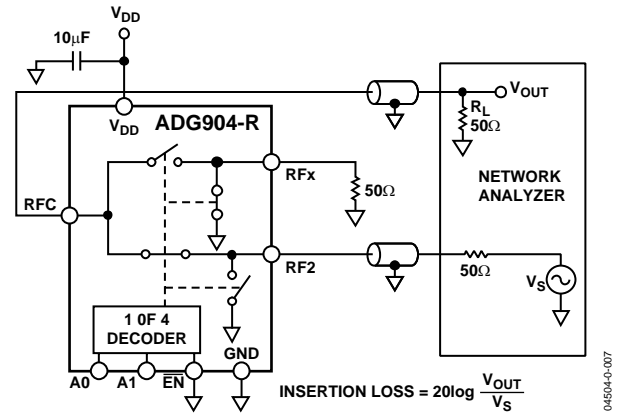 VDD
10μF
VDD
ADG904-R
VOUT
RL
50Ω
RFx
50Ω
NETWORK
ANALYZER
RFC
RF2
50Ω
VS
1 0F 4
DECODER
GND
A0
A1
EN
INSERTION LOSS = 20log VOUT
VS
04504-0-007